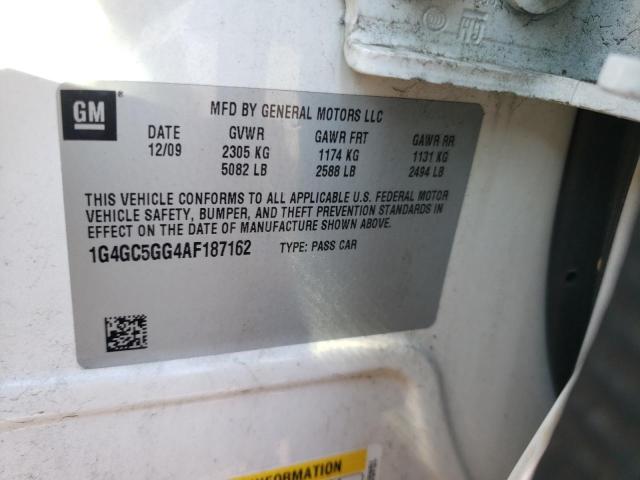 GM
MFD BY GENERAL MOTORS LLC
DATE GVWR GAWR FRT GAWR RR
12/09 2305 KG 1174 KG 1131 KG
5082 LB 2588 LB 2494 LB
THIS VEHICLE CONFORMS TO ALL APPLICABLE U.S. FEDERAL MOTOR
VEHICLE SAFETY, BUMPER, AND THEFT PREVENTION STANDARDS IN
EFFECT ON THE DATE OF MANUFACTURE SHOWN ABOVE.
1G4GC5GG4AF187162 TYPE: PASS CAR
INFORMATION